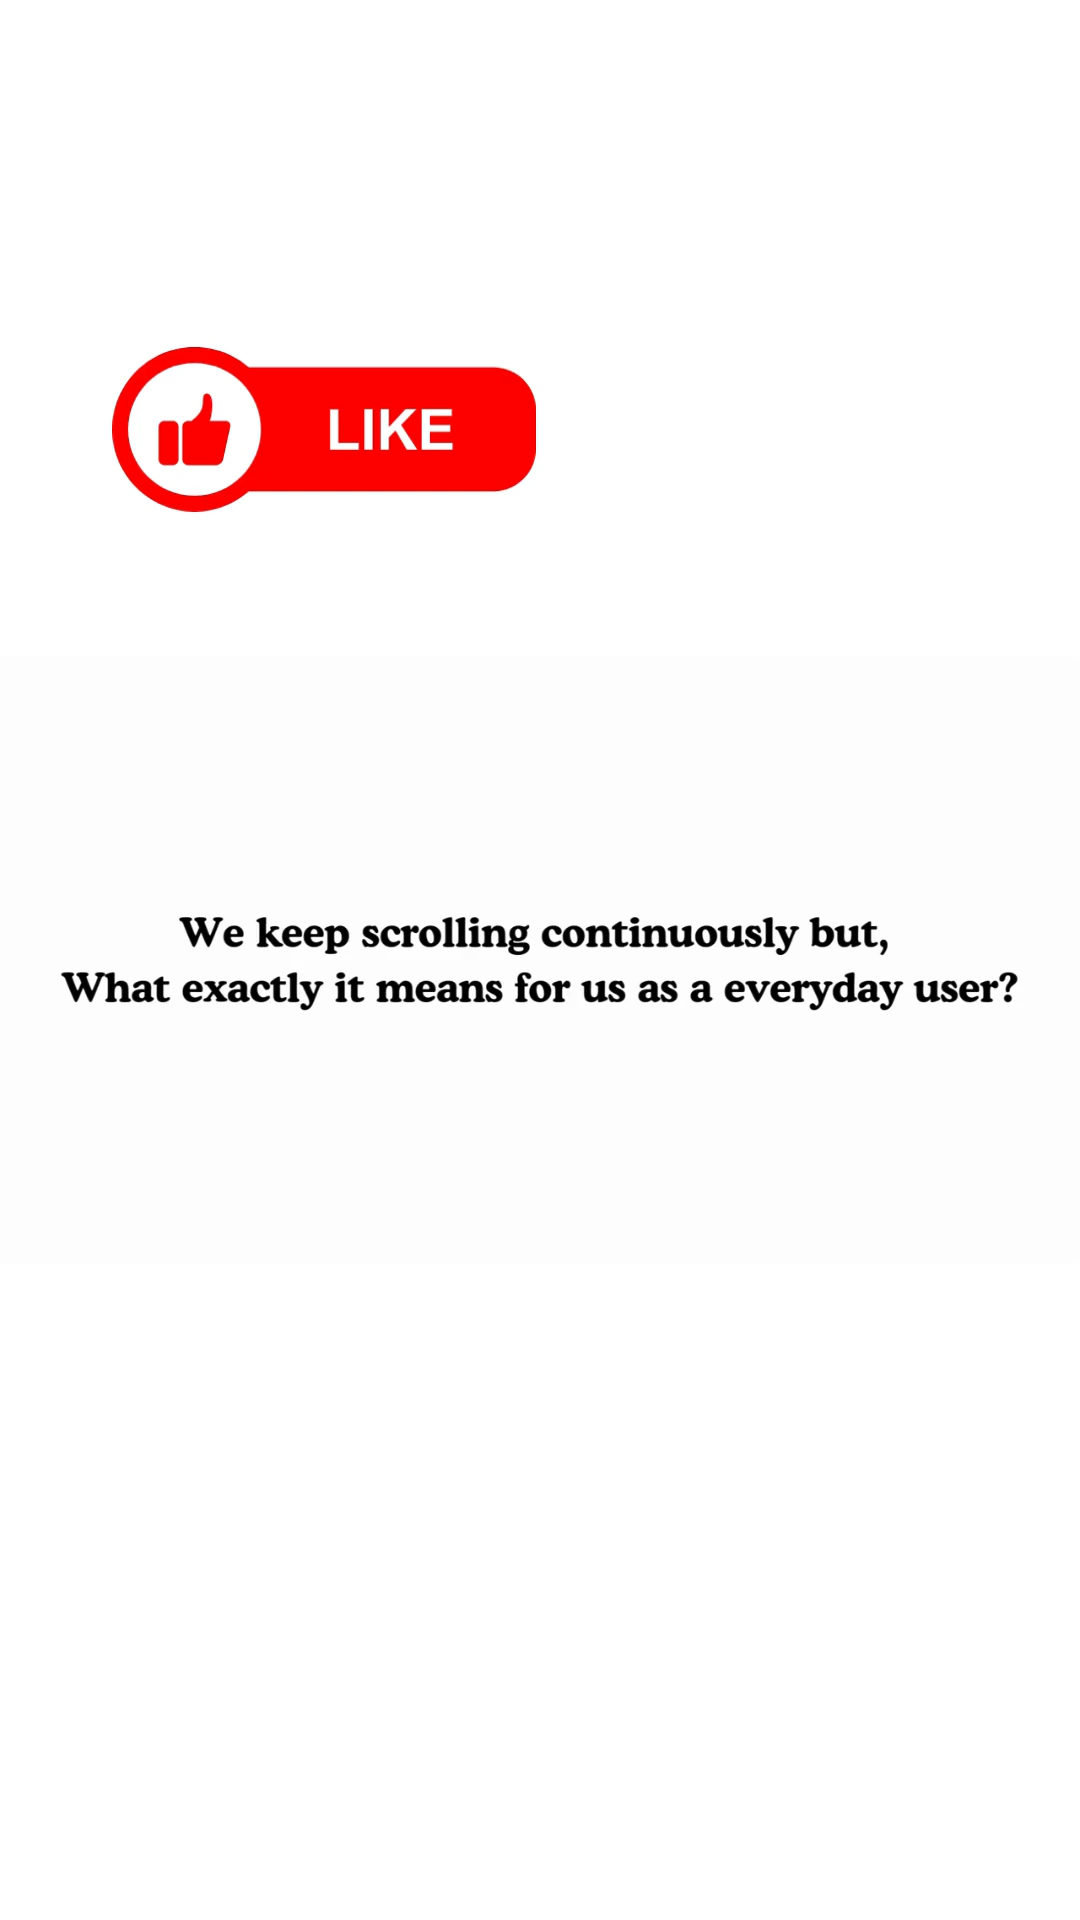 LIKE
We keep scrolling continuously but,
What exactly it means for us as a everyday user?